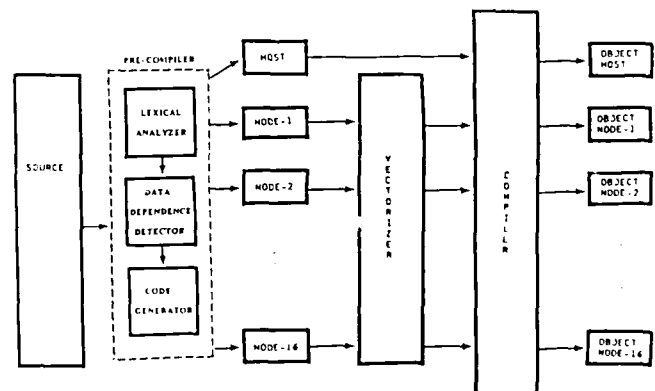 PRE-COMPILER
HOST
OBJECT
HOST
LEXICAL
ANALYZER
NODE-1
OBJECT
NODE-1
SOURCE
DATA
DEPENDENCE
DETECTOR
NODE-2
VECTORIZER
COMPILER
OBJECT
NODE-2
CODE
GENERATOR
NODE-16
OBJECT
NODE-16